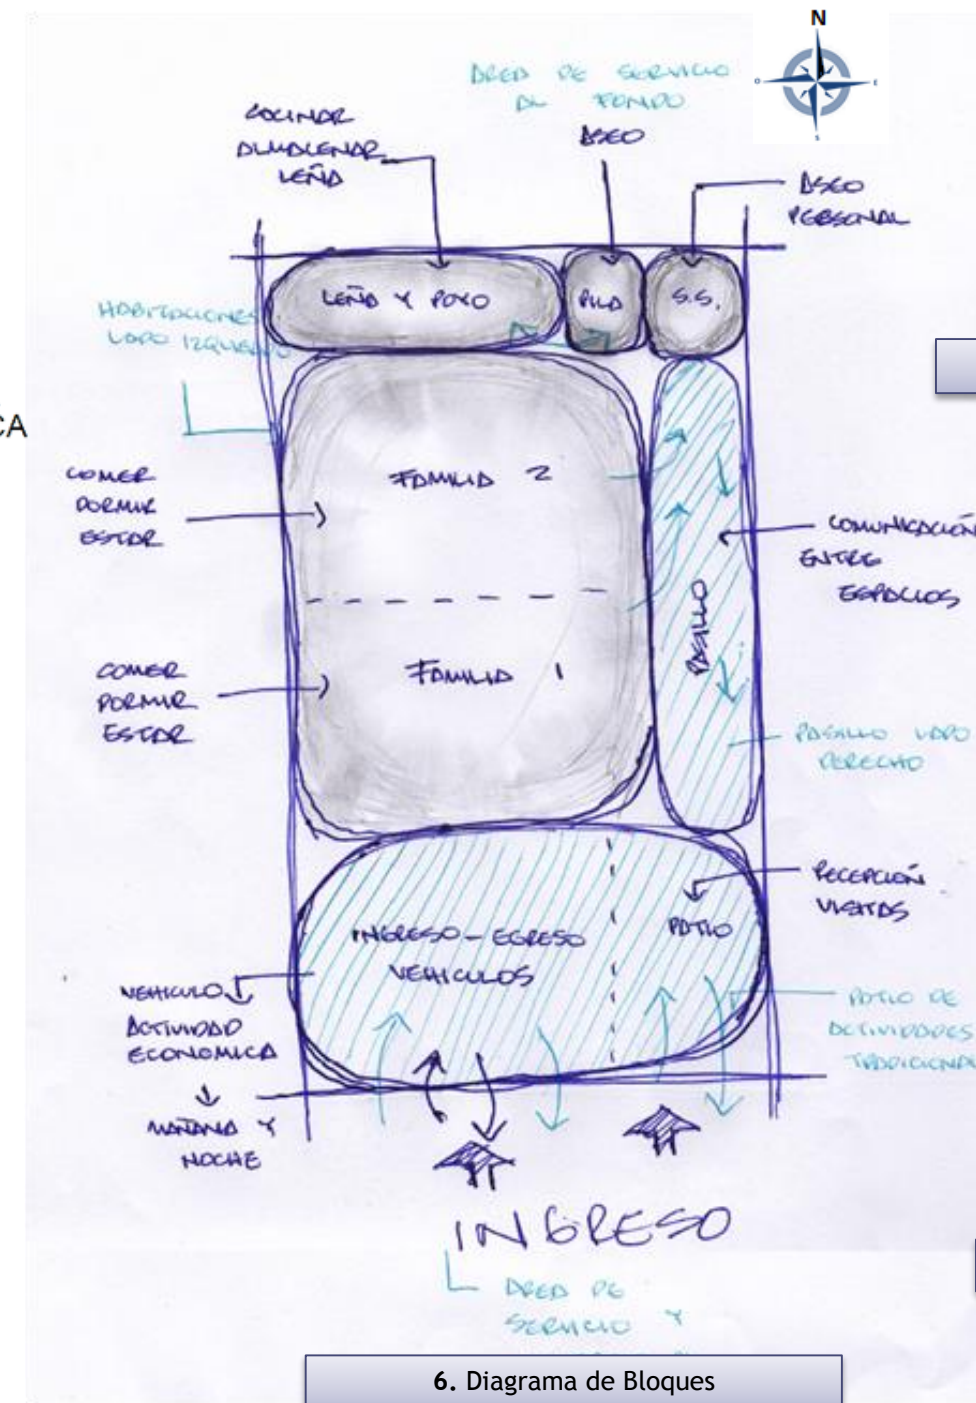 N
AREA DE SERVICIO
AL FONDO
COCINAR
ALMACENAR
LEÑA
ASEO
ASEO
PERSONAL
LEÑA Y POYO
PILA
S.S.
HABITACIONES
LADO IZQUIERDO
CA
FAMILIA 2
COMER
DORMIR
ESTAR
COMUNICACIÓN
ENTRE
ESPACIOS
PASILLO
FAMILIA 1
COMER
DORMIR
ESTAR
PASILLO LADO
DERECHO
RECEPCIÓN
VISITAS
INGRESO - EGRESO
VEHICULOS
PATIO
VEHICULO
ACTIVIDAD
ECONOMICA
MAÑANA Y
NOCHE
PATIO DE
ACTIVIDADES
TRADICIONAL
INGRESO
AREA DE
SERVICIO Y
6. Diagrama de Bloques